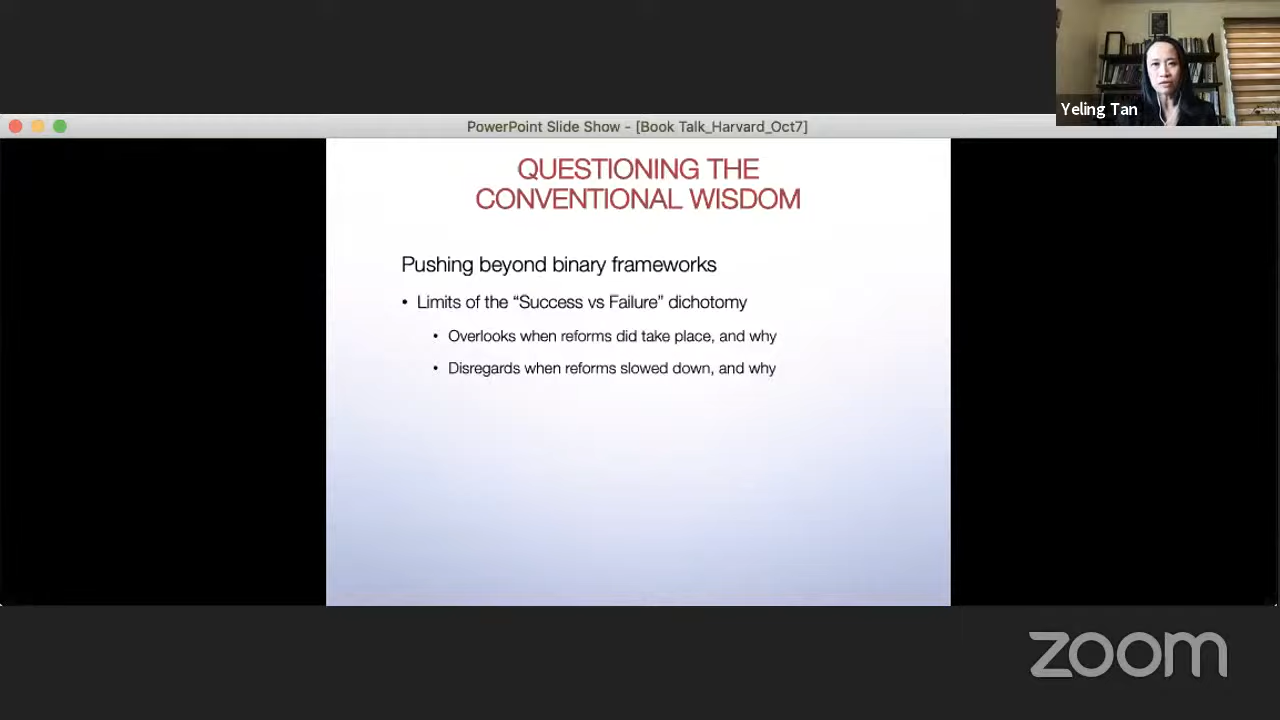 Yeling Tan
PowerPoint Slide Show - [Book Talk_Harvard_Oct7]
QUESTIONING THE
CONVENTIONAL WISDOM
Pushing beyond binary frameworks
• Limits of the “Success vs Failure” dichotomy
• Overlooks when reforms did take place, and why
• Disregards when reforms slowed down, and why
zoom